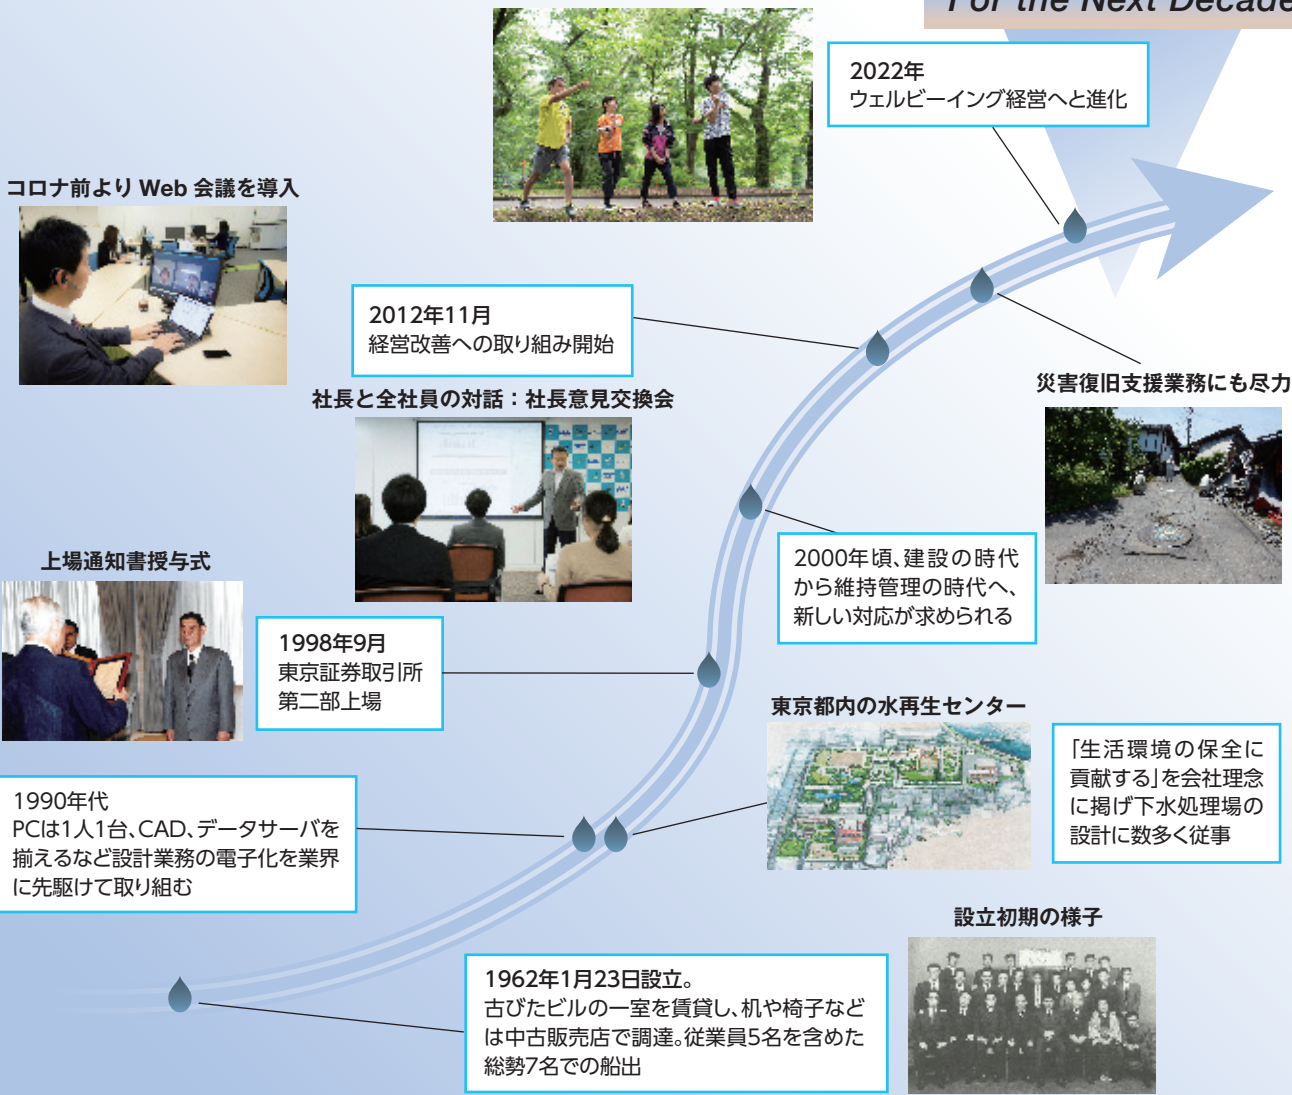 For the Next Decade
2022年
ウェルビーイング経営へと進化
コロナ前より Web 会議を導入
2012年11月
経営改善への取り組み開始
災害復旧支援業務にも尽力
社長と全社員の対話：社長意見交換会
2000年頃、建設の時代
から維持管理の時代へ、
新しい対応が求められる
上場通知書授与式
1998年9月
東京証券取引所
第二部上場
東京都内の水再生センター
「生活環境の保全に
貢献する」を会社理念
に掲げ下水処理場の
設計に数多く従事
1990年代
PCは1人1台、CAD、データサーバを
揃えるなど設計業務の電子化を業界
に先駆けて取り組む
設立初期の様子
1962年1月23日設立。
古びたビルの一室を賃貸し、机や椅子など
は中古販売店で調達。従業員5名を含めた
総勢7名での船出